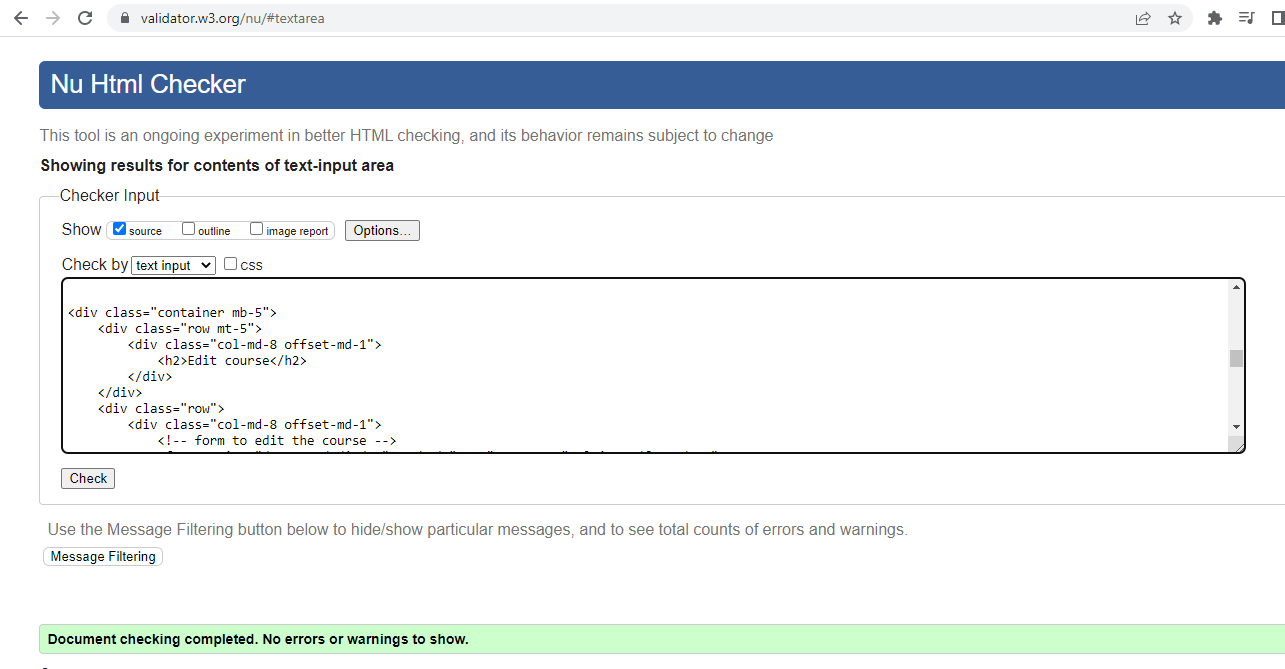 validator.w3.org/nu/#textarea
Nu Html Checker
This tool is an ongoing experiment in better HTML checking, and its behavior remains subject to change
Showing results for contents of text-input area
Checker Input
Show source outline image report Options...
Check by text input css
<div class="container mb-5">
    <div class="row mt-5">
        <div class="col-md-8 offset-md-1">
            <h2>Edit course</h2>
        </div>
    </div>
    <div class="row">
        <div class="col-md-8 offset-md-1">
            <!-- form to edit the course -->
Check
Use the Message Filtering button below to hide/show particular messages, and to see total counts of errors and warnings.
Message Filtering
Document checking completed. No errors or warnings to show.